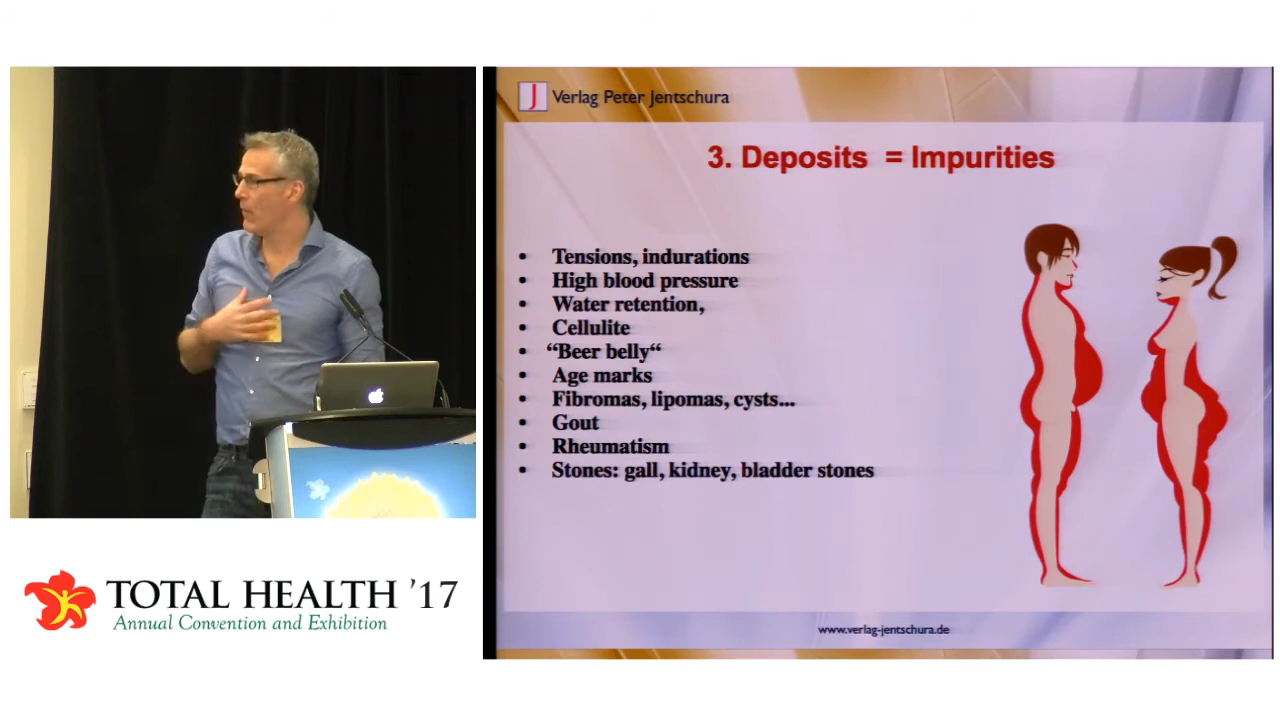 J Verlag Peter Jentschura
3. Deposits = Impurities
• Tensions, indurations
• High blood pressure
• Water retention,
• Cellulite
• “Beer belly“
• Age marks
• Fibromas, lipomas, cysts...
• Gout
• Rheumatism
• Stones: gall, kidney, bladder stones
www.verlag-jentschura.de
TOTAL HEALTH ’17
Annual Convention and Exhibition